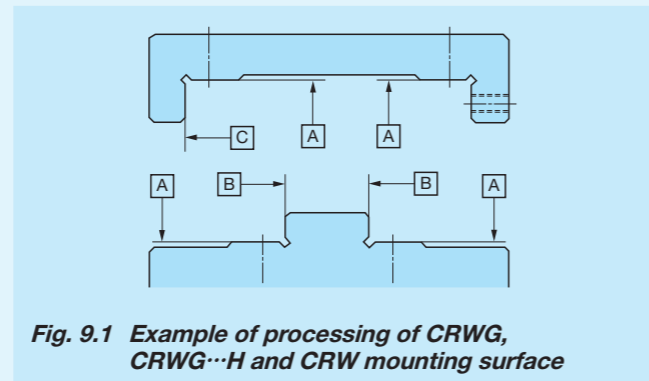 C
A
A
A
B
B
A
Fig. 9.1 Example of processing of CRWG,
CRWG···H and CRW mounting surface